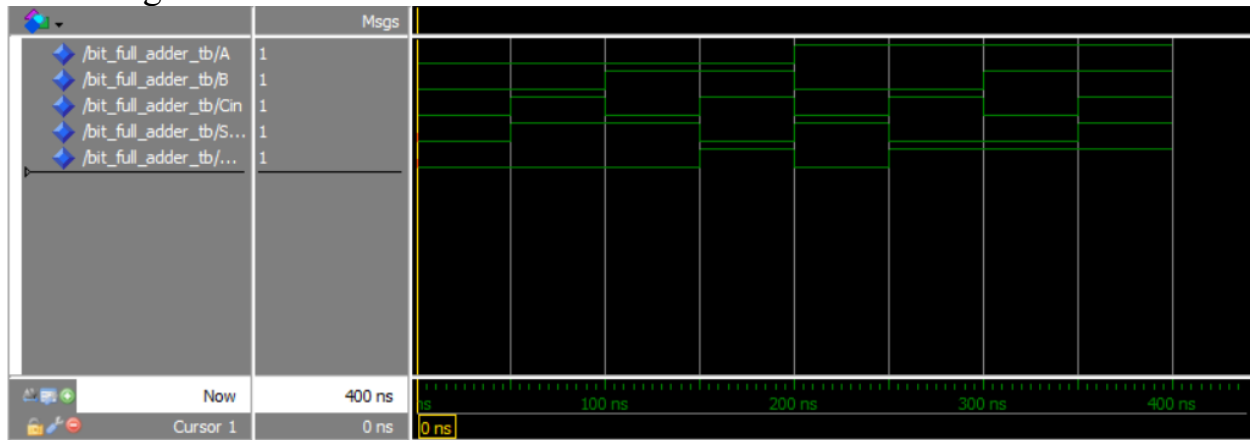 Msgs
/bit_full_adder_tb/A 1
/bit_full_adder_tb/B 1
/bit_full_adder_tb/Cin 1
/bit_full_adder_tb/S... 1
/bit_full_adder_tb/... 1
Now 400 ns ns 100 ns 200 ns 300 ns 400 ns
Cursor 1 0 ns 0 ns